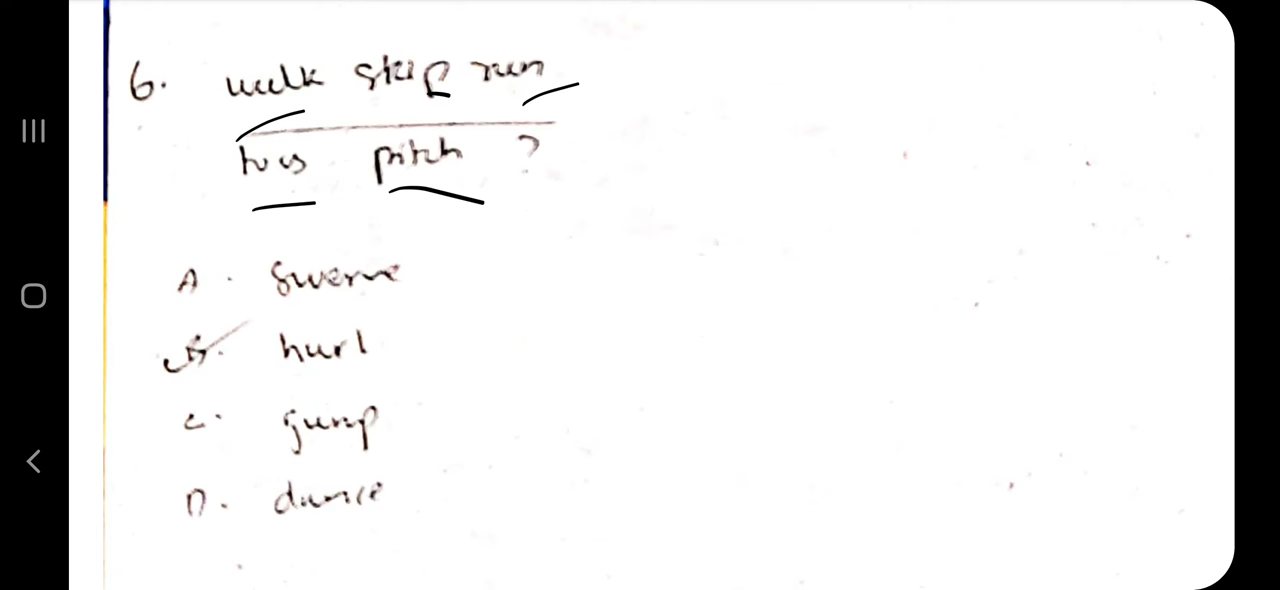 6. walk skip run
toss pitch ?
A. swerve
B. hurl
C. jump
D. dance